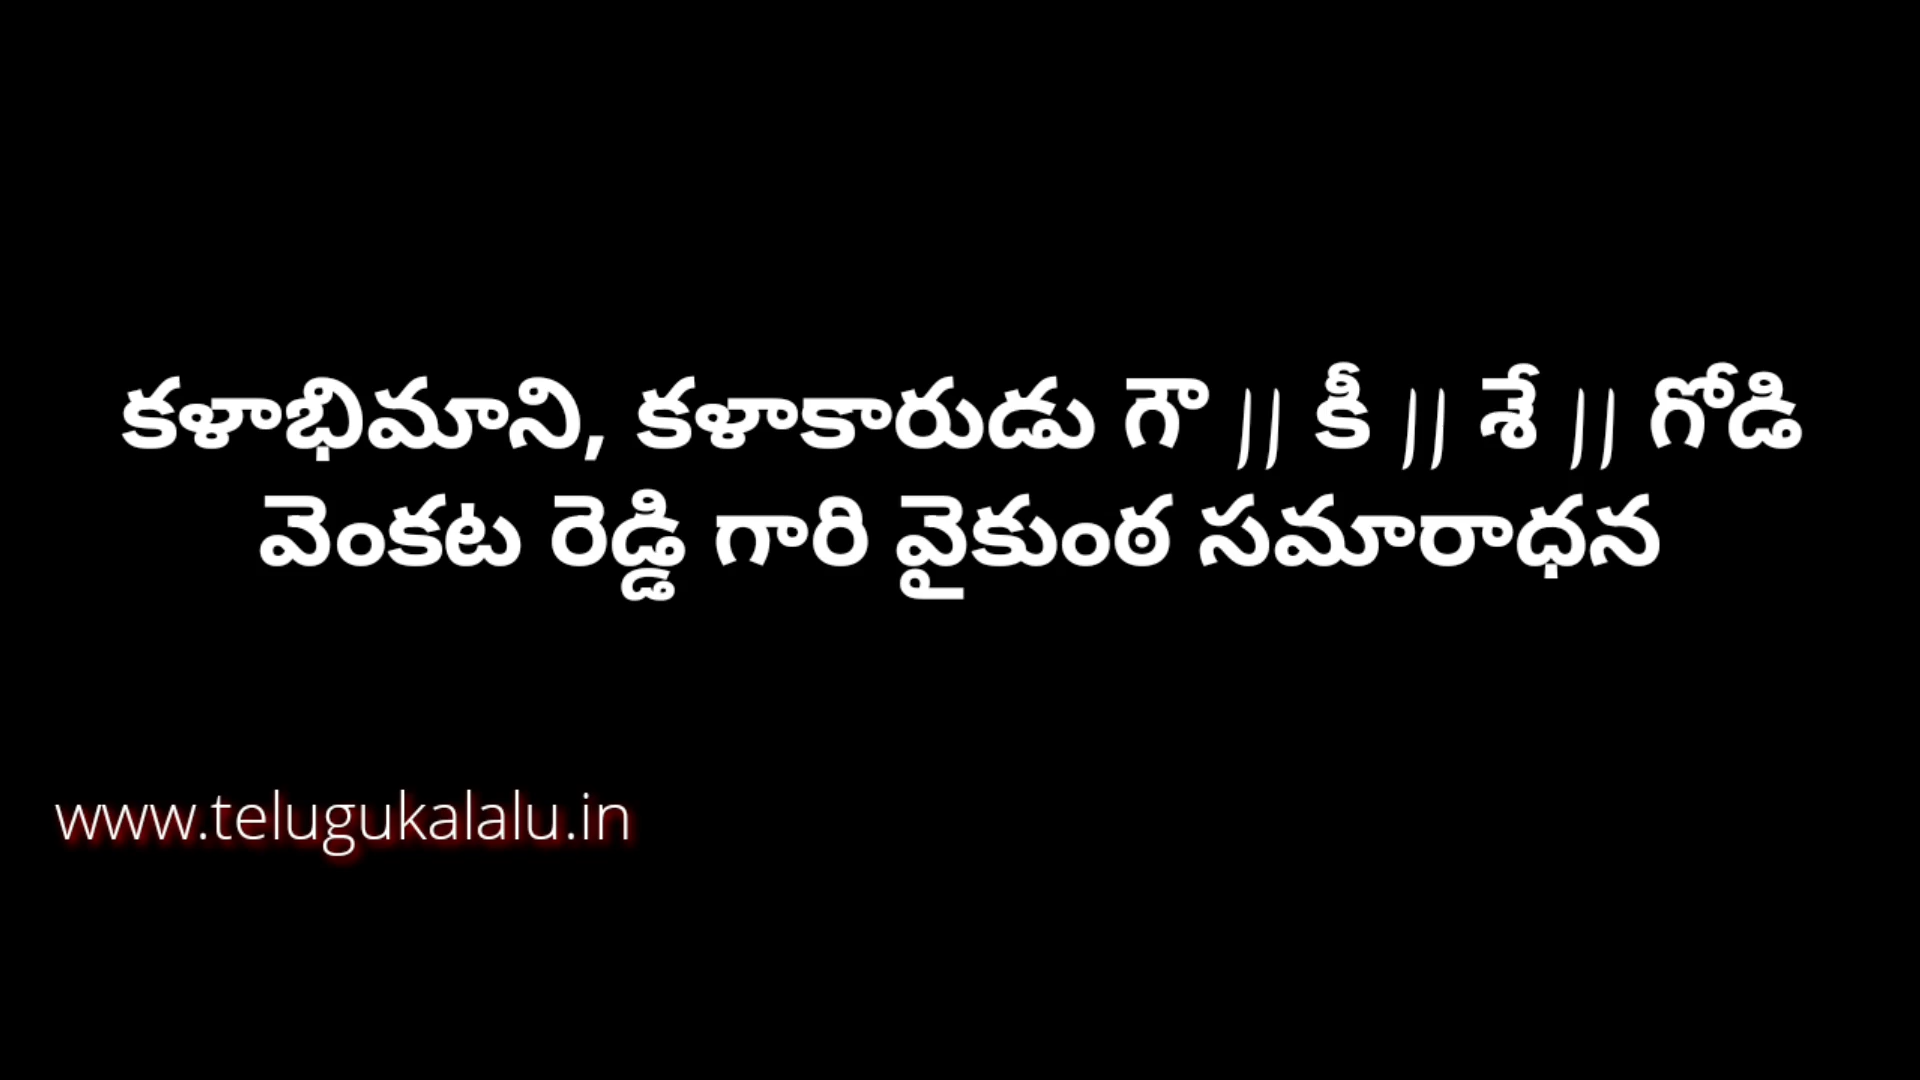 కళాభిమాని, కళాకారుడు గౌ || కీ || శే || గోడి
వెంకట రెడ్డి గారి వైకుంఠ సమారాధన
www.telugukalalu.in